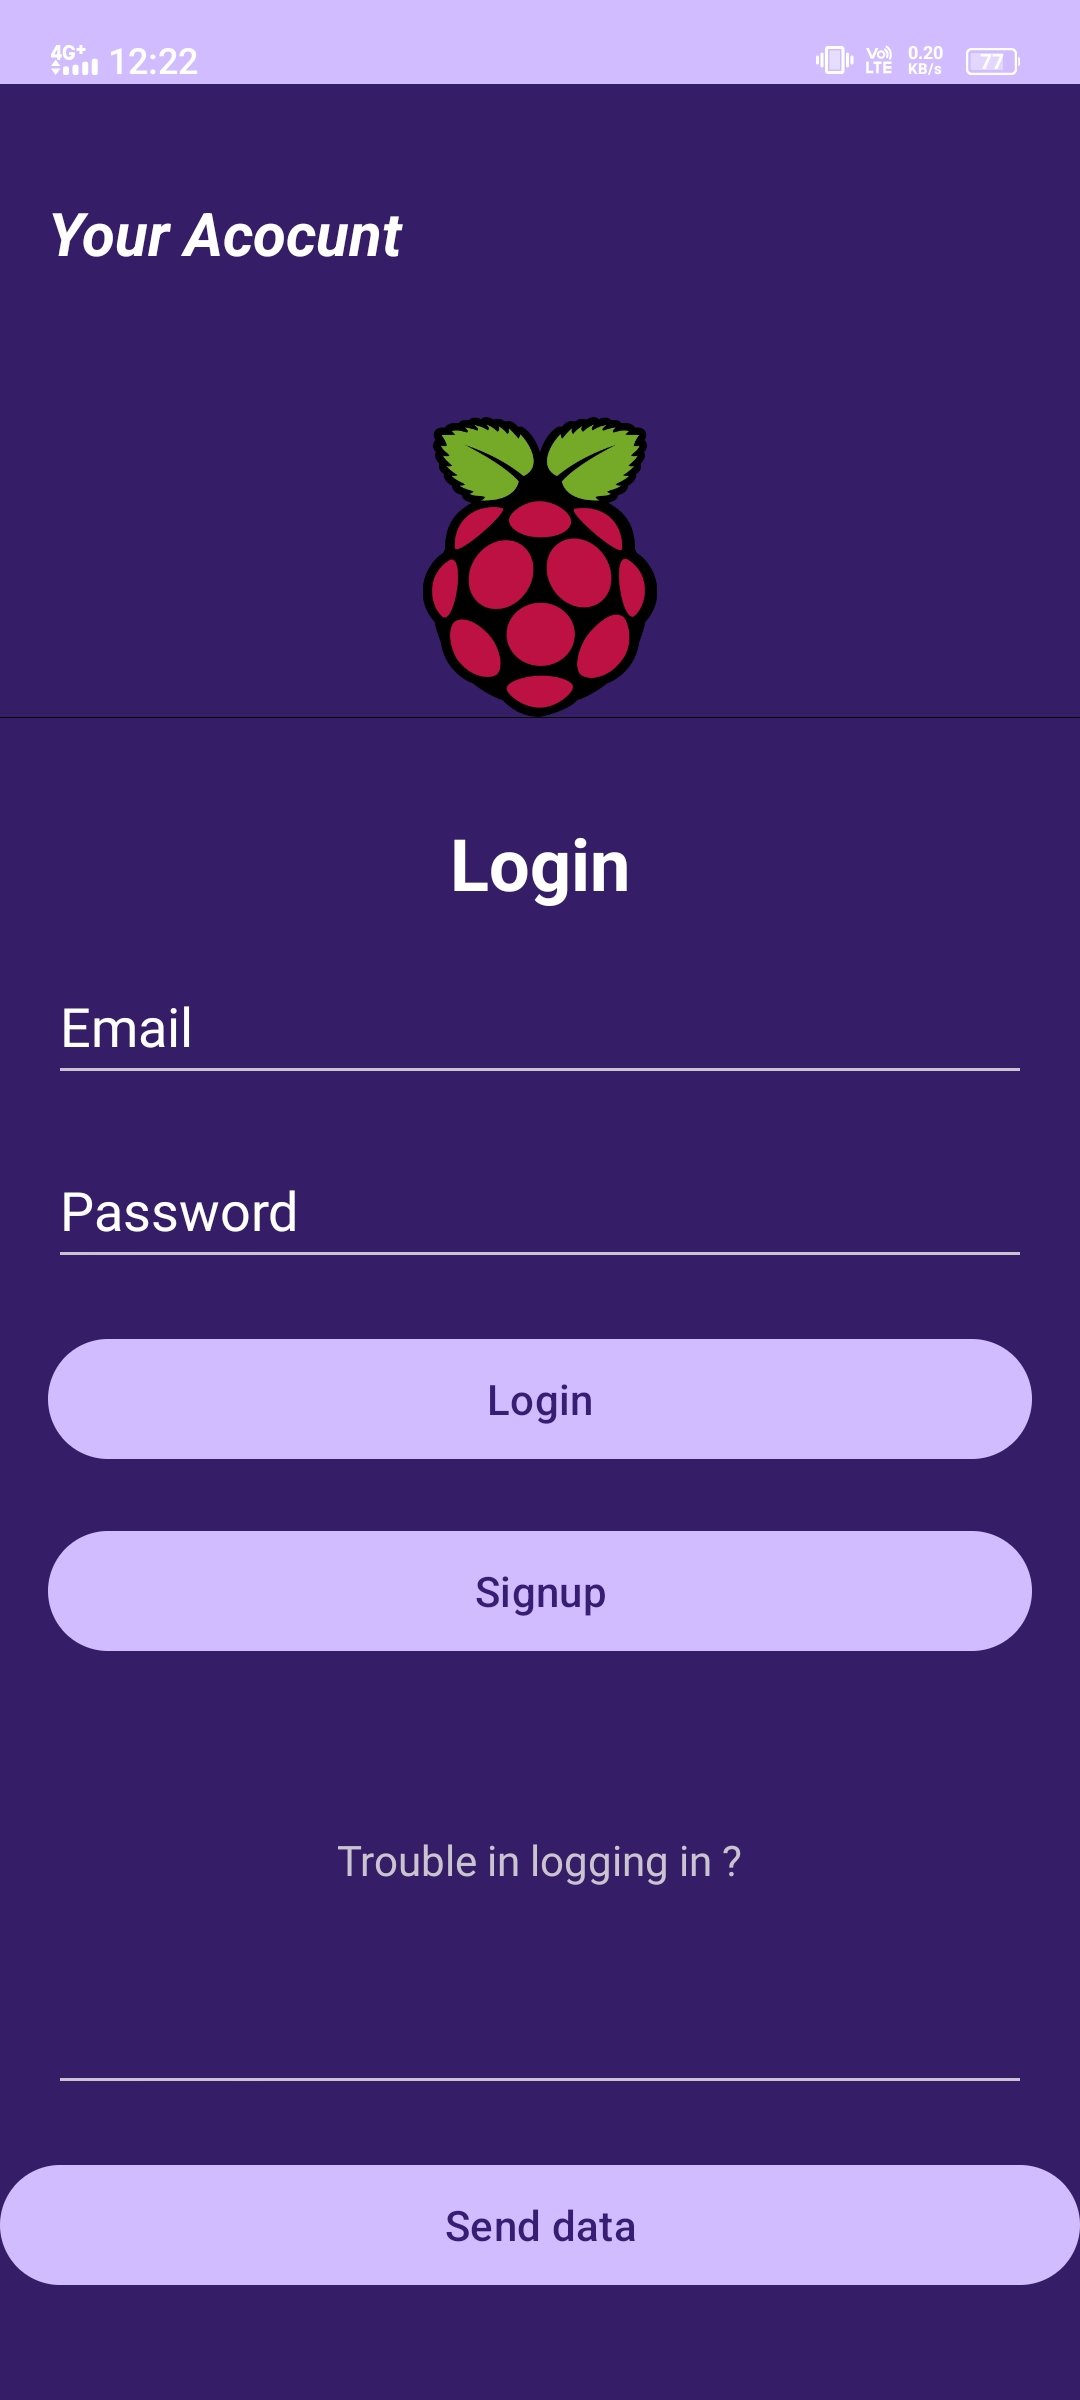 4G+ 12:22 Vo) LTE 0.20 KB/s 77
Your Acocunt
Login
Email
Password
Login
Signup
Trouble in logging in ?
Send data